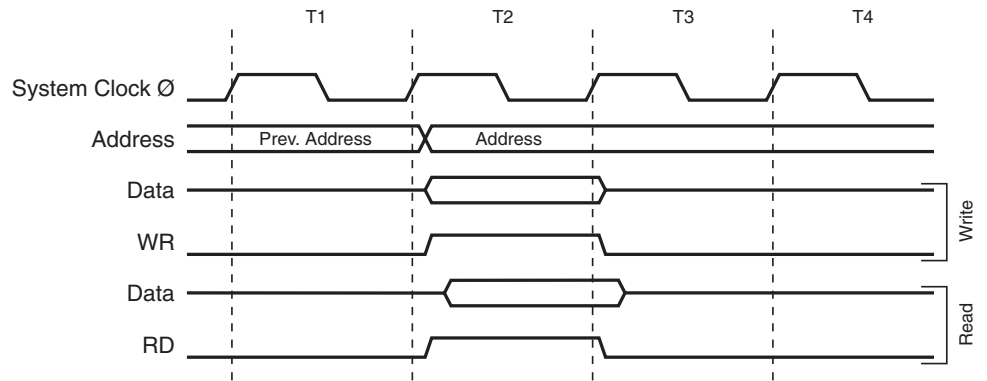 T1 T2 T3 T4
System Clock Ø
Address Prev. Address Address
Data
WR
Write
Data
RD
Read